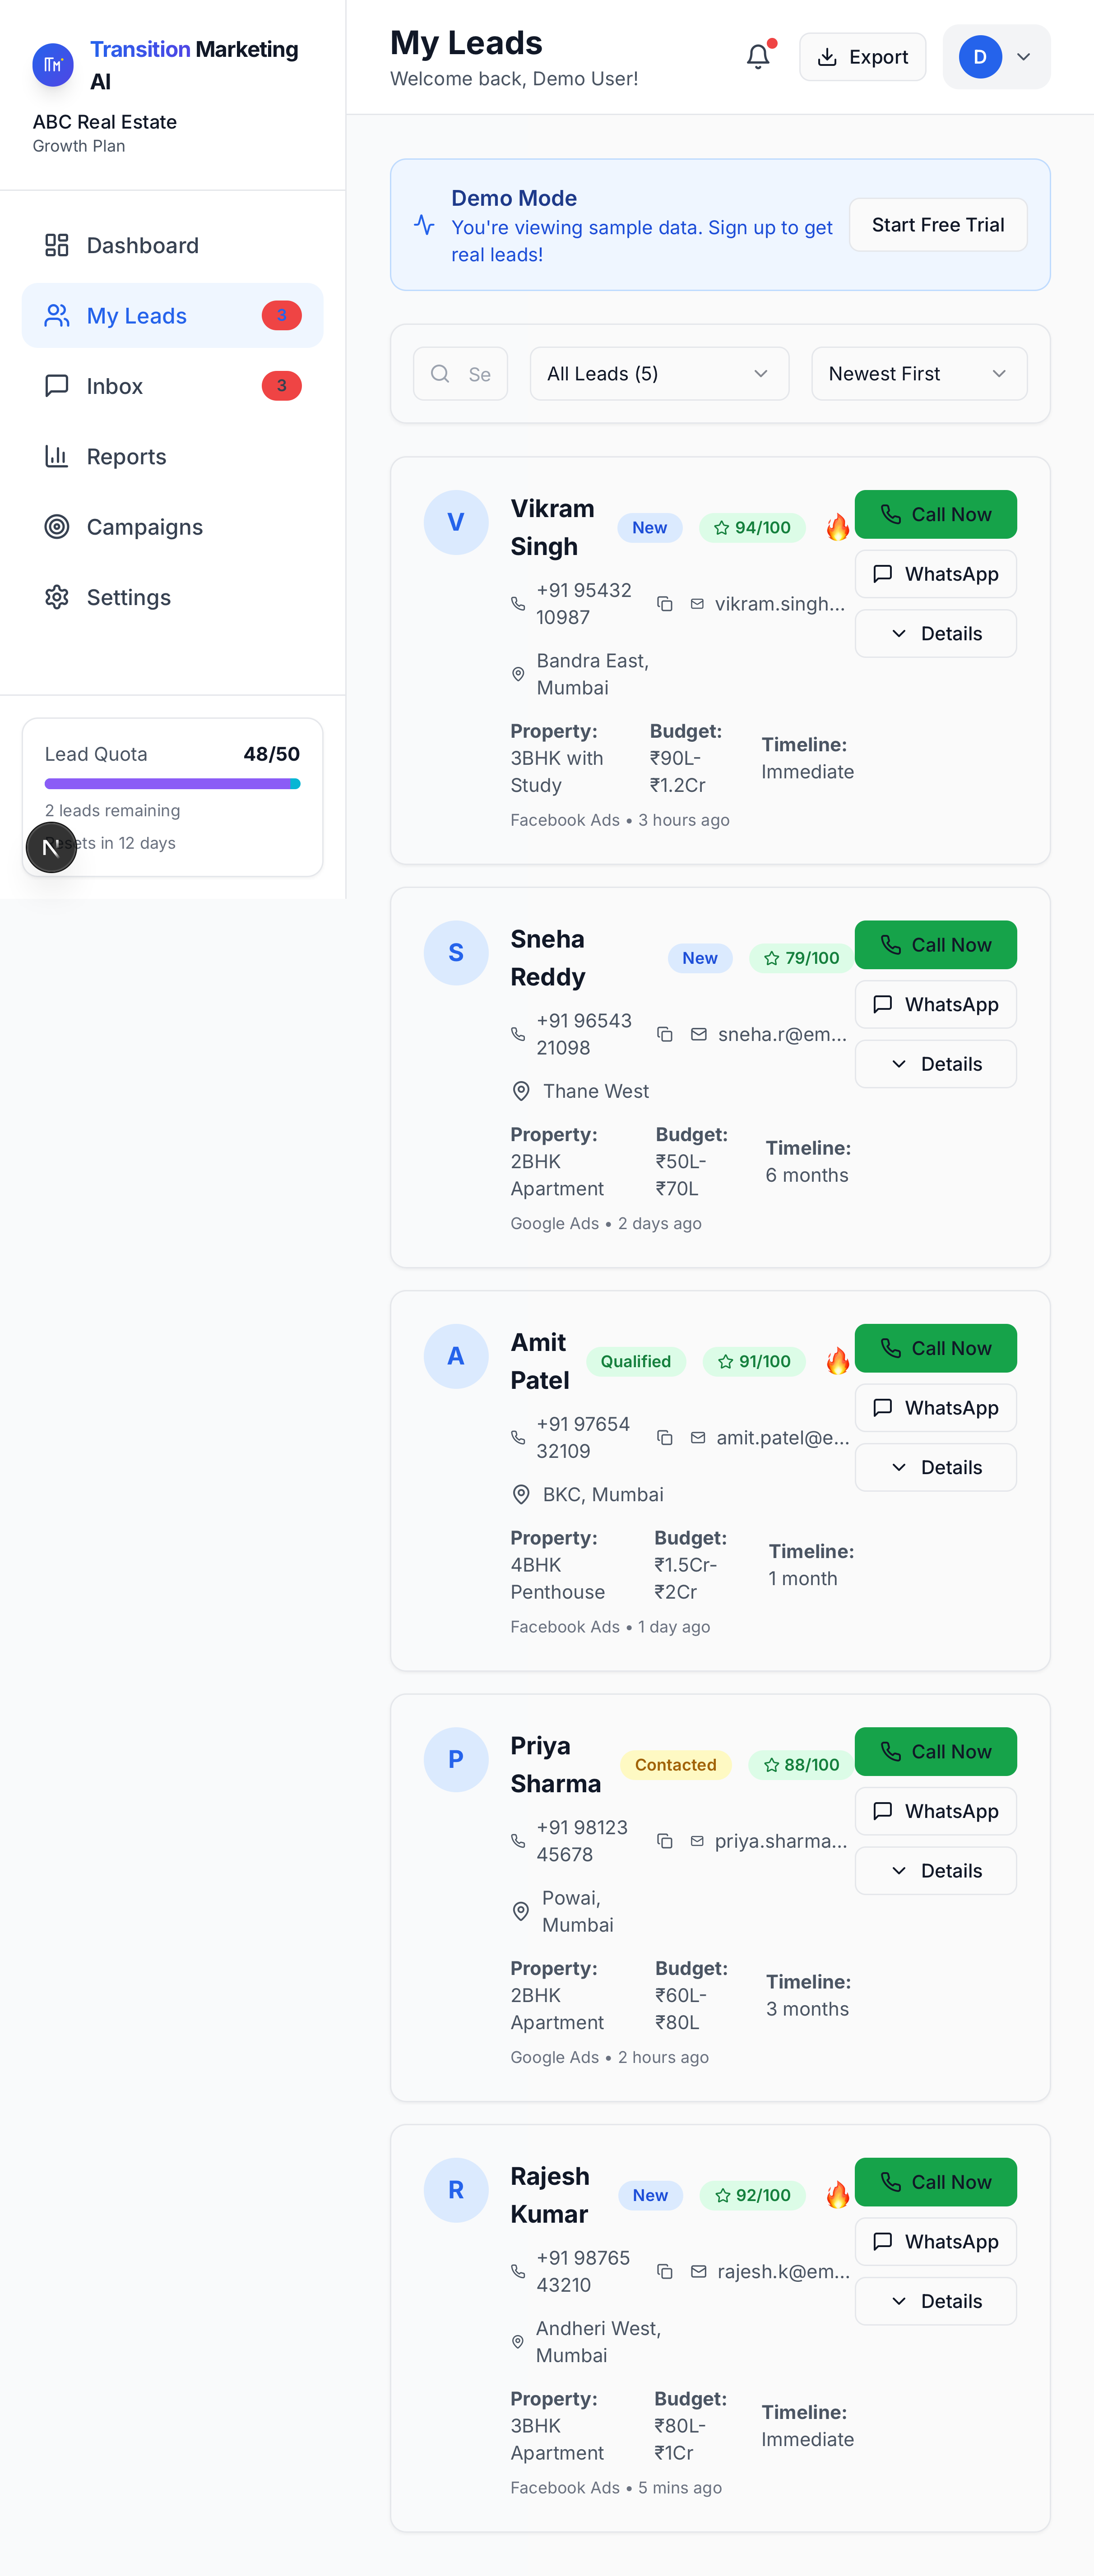 Transition Marketing
AI
ABC Real Estate
Growth Plan
Dashboard
My Leads 3
Inbox 3
Reports
Campaigns
Settings
Lead Quota 48/50
2 leads remaining
Resets in 12 days
N
My Leads
Welcome back, Demo User!
Export
D
Demo Mode
You're viewing sample data. Sign up to get
real leads!
Start Free Trial
Se
All Leads (5)
Newest First
V
Vikram
Singh
New
94/100
Call Now
WhatsApp
Details
+91 95432
10987
vikram.singh...
Bandra East,
Mumbai
Property:
3BHK with
Study
Budget:
₹90L-
₹1.2Cr
Timeline:
Immediate
Facebook Ads • 3 hours ago
S
Sneha
Reddy
New
79/100
Call Now
WhatsApp
Details
+91 96543
21098
sneha.r@em...
Thane West
Property:
2BHK
Apartment
Budget:
₹50L-
₹70L
Timeline:
6 months
Google Ads • 2 days ago
A
Amit
Patel
Qualified
91/100
Call Now
WhatsApp
Details
+91 97654
32109
amit.patel@e...
BKC, Mumbai
Property:
4BHK
Penthouse
Budget:
₹1.5Cr-
₹2Cr
Timeline:
1 month
Facebook Ads • 1 day ago
P
Priya
Sharma
Contacted
88/100
Call Now
WhatsApp
Details
+91 98123
45678
priya.sharma...
Powai,
Mumbai
Property:
2BHK
Apartment
Budget:
₹60L-
₹80L
Timeline:
3 months
Google Ads • 2 hours ago
R
Rajesh
Kumar
New
92/100
Call Now
WhatsApp
Details
+91 98765
43210
rajesh.k@em...
Andheri West,
Mumbai
Property:
3BHK
Apartment
Budget:
₹80L-
₹1Cr
Timeline:
Immediate
Facebook Ads • 5 mins ago